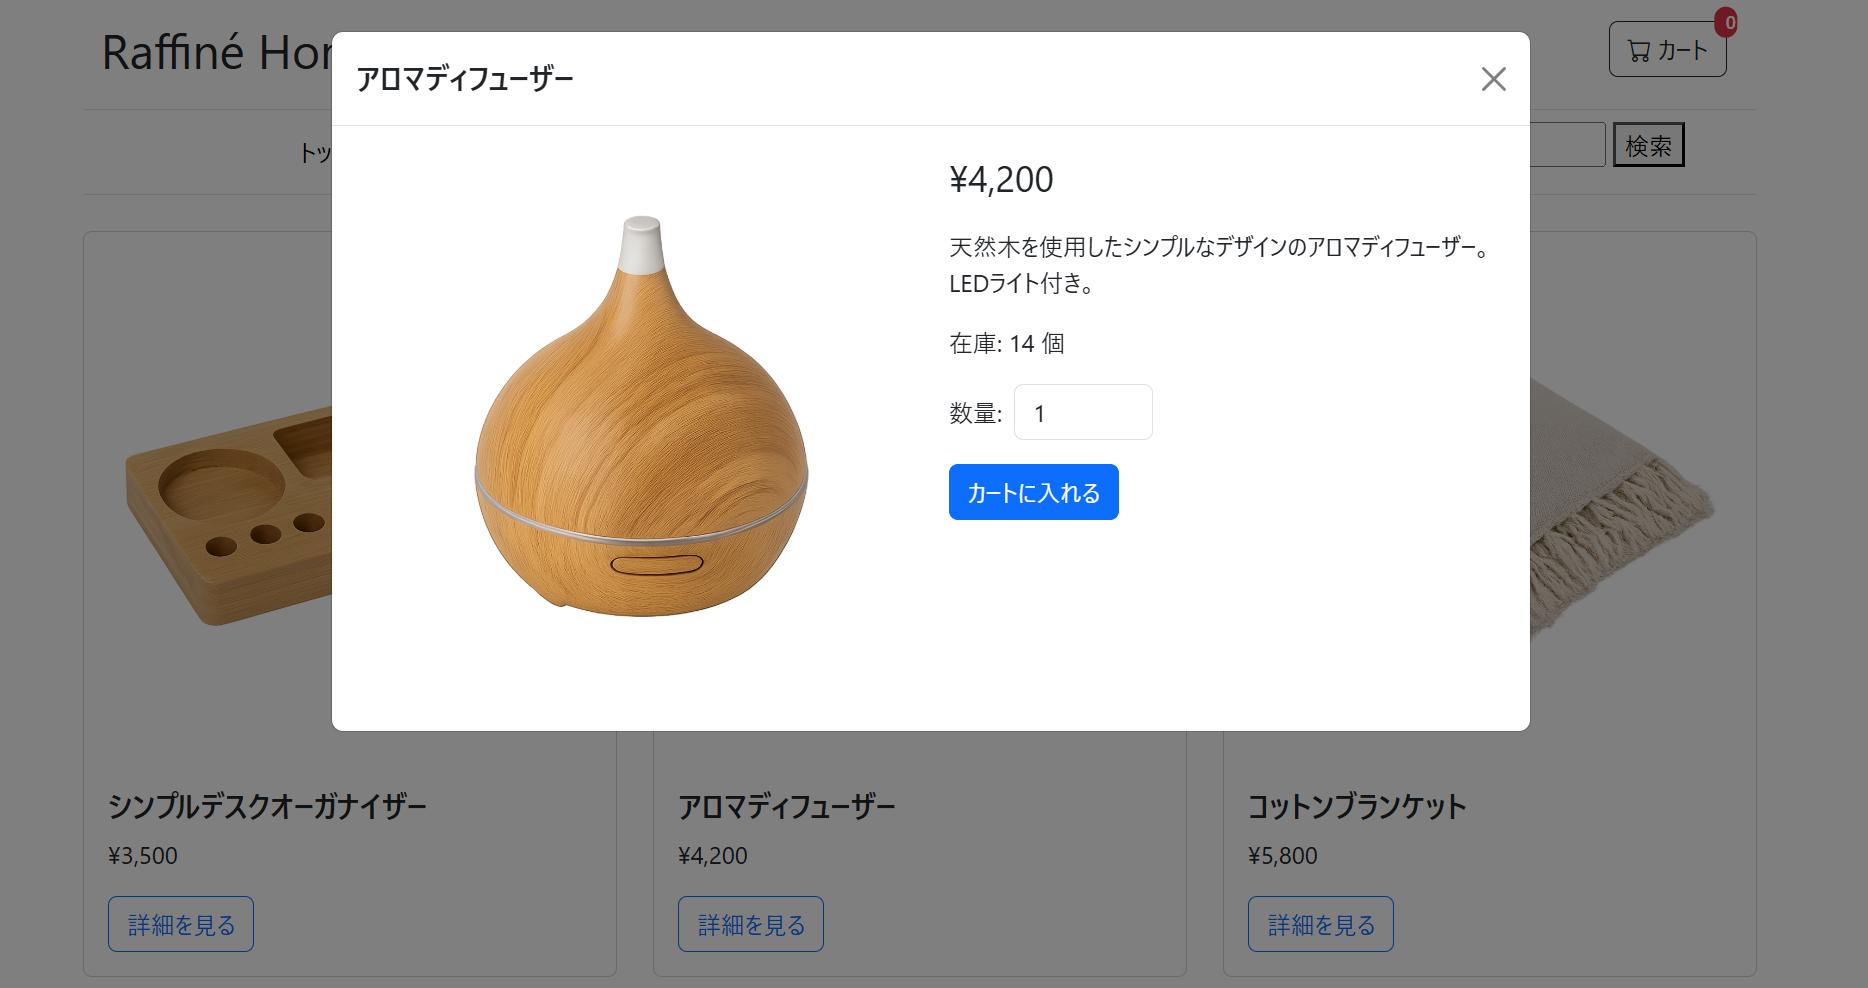 Raffiné
0
カート
アロマディフューザー
検索
¥4,200
天然木を使用したシンプルなデザインのアロマディフューザー。
LEDライト付き。
在庫: 14 個
数量: 1
カートに入れる
シンプルデスクオーガナイザー
¥3,500
詳細を見る
アロマディフューザー
¥4,200
詳細を見る
コットンブランケット
¥5,800
詳細を見る